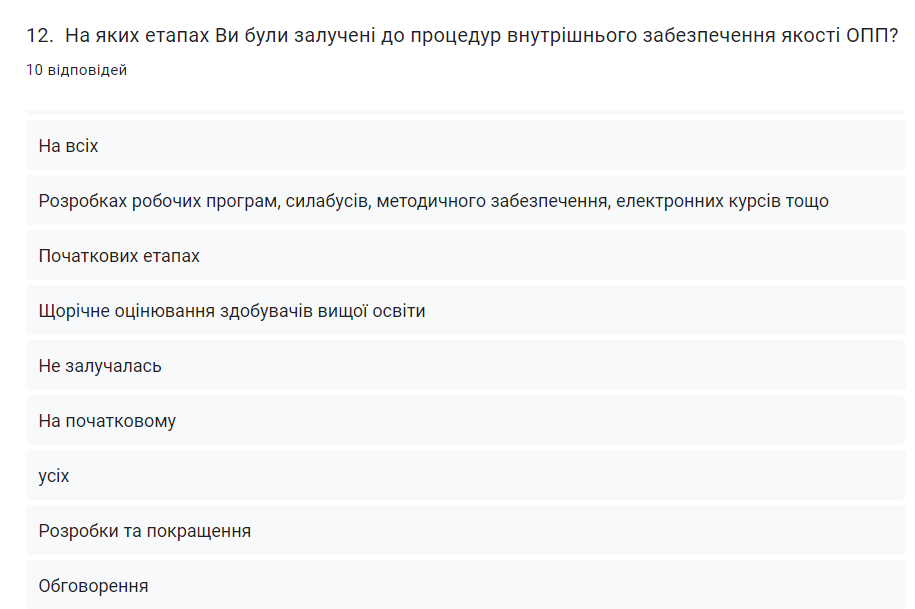 12. На яких етапах Ви були залучені до процедур внутрішнього забезпечення якості ОПП?
10 відповідей
На всіх
Розробках робочих програм, силабусів, методичного забезпечення, електронних курсів тощо
Початкових етапах
Щорічне оцінювання здобувачів вищої освіти
Не залучалась
На початковому
усіх
Розробки та покращення
Обговорення